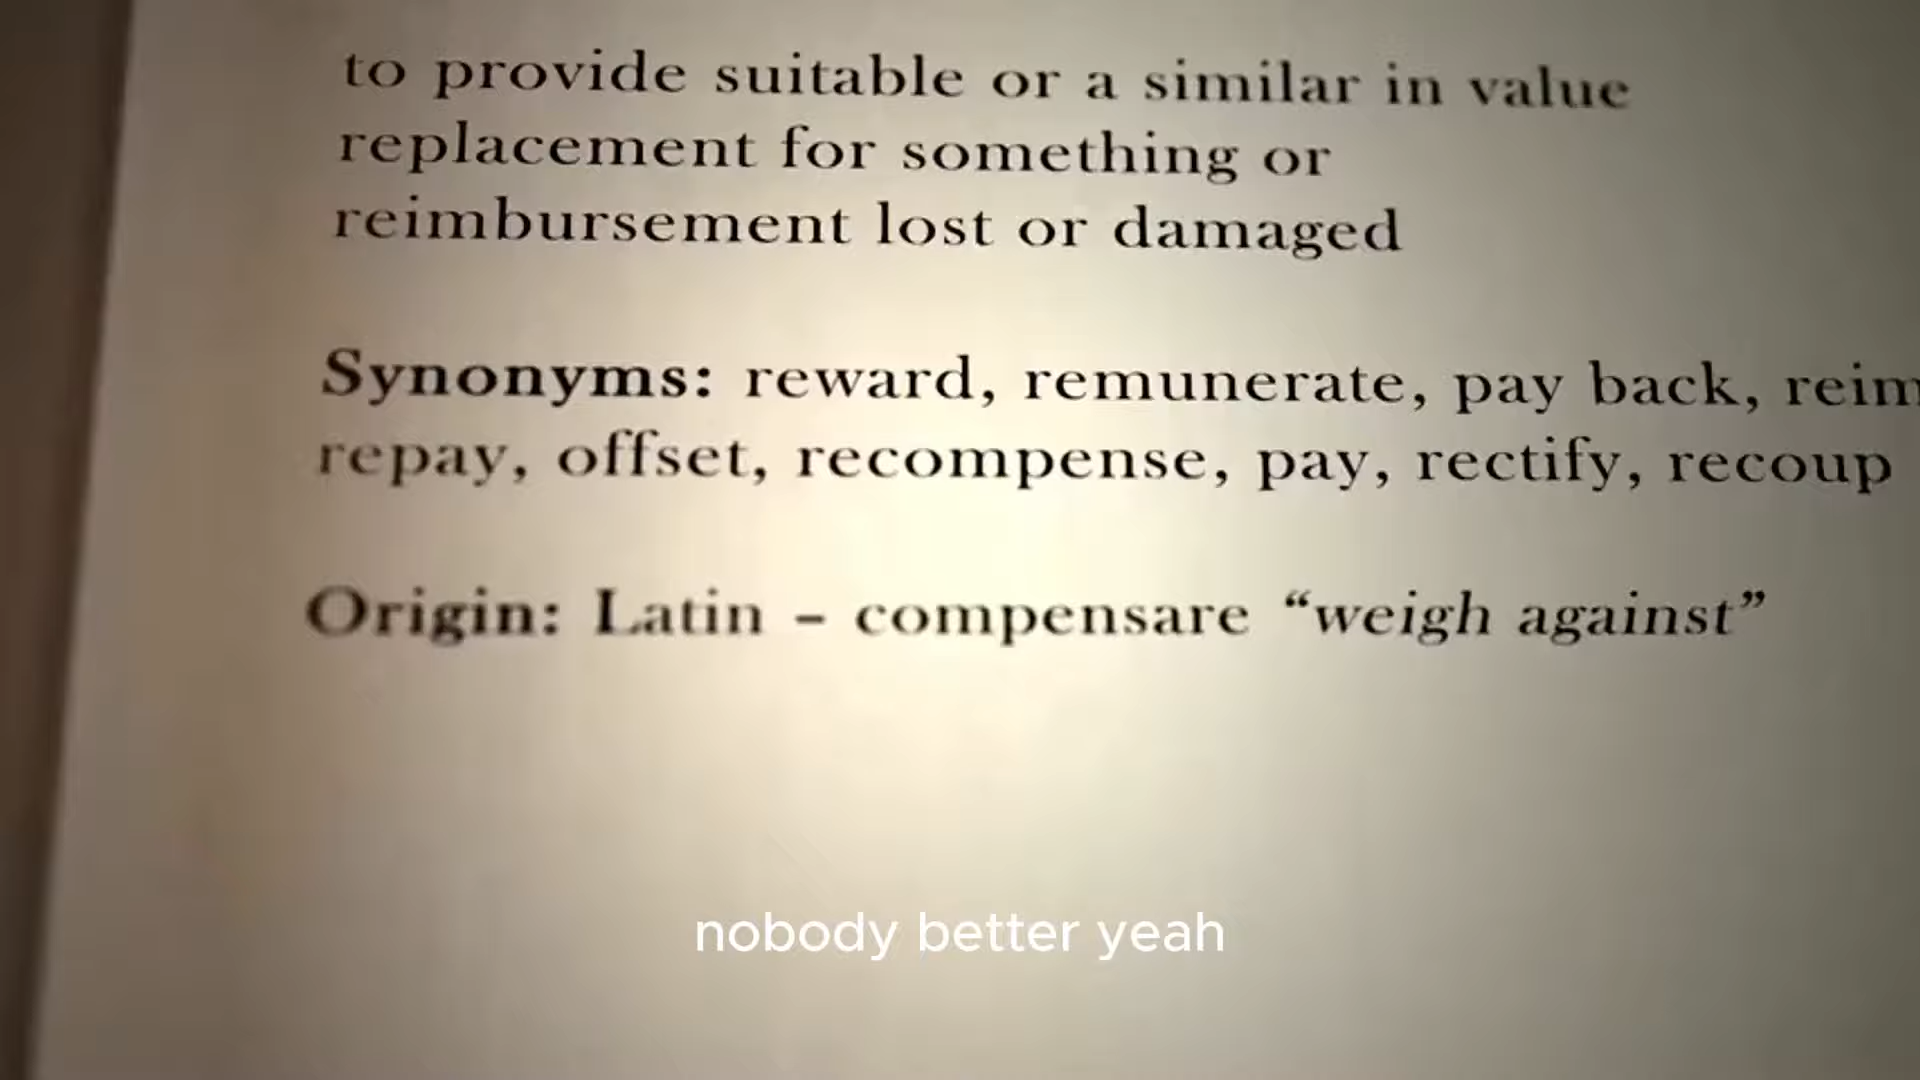 to provide suitable or a similar in value
replacement for something or
reimbursement lost or damaged
Synonyms: reward, remunerate, pay back, reim
repay, offset, recompense, pay, rectify, recoup
Origin: Latin – compensare “weigh against”
nobody better yeah